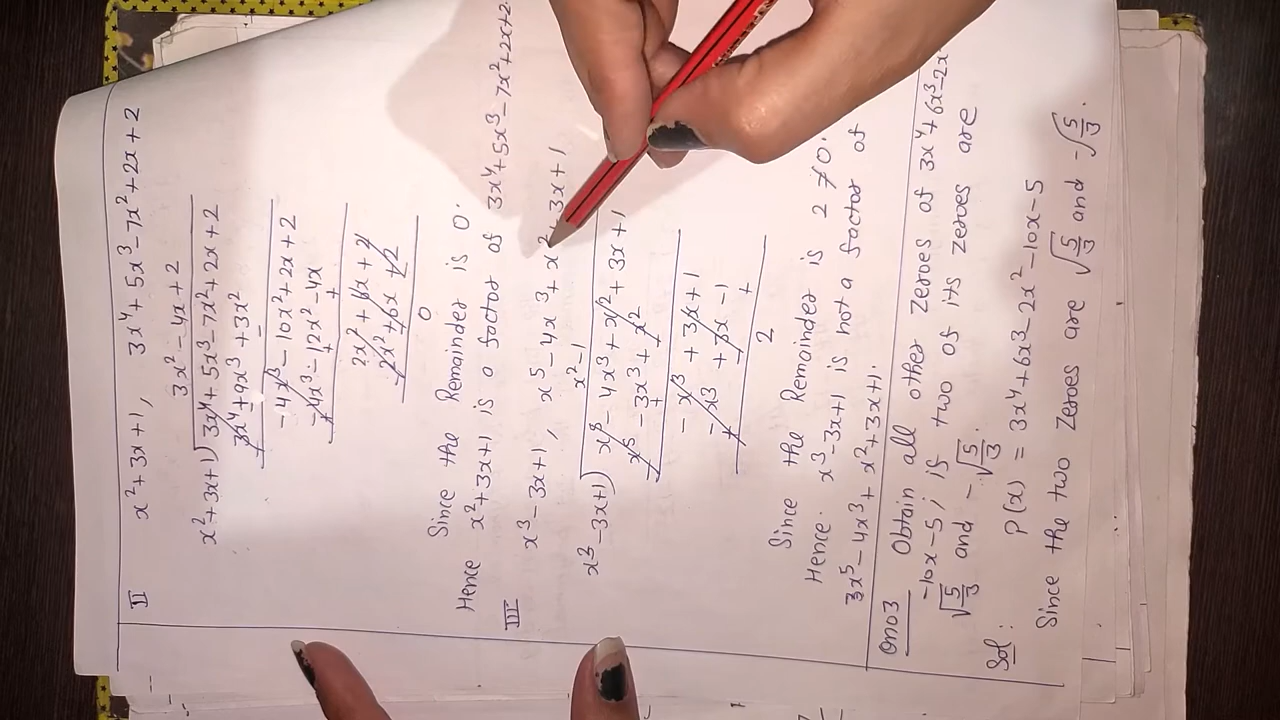 II x² + 3x + 1, 3x⁴ + 5x³ - 7x² + 2x + 2
3x² - 4x + 2
x² + 3x + 1) 3x⁴ + 5x³ - 7x² + 2x + 2
3x⁴ + 9x³ + 3x²
-
- 4x³ - 10x² + 2x + 2
- 4x³ - 12x² - 4x
+ + +
2x² + 6x + 2
2x² + 6x + 2
0
Since the Remainder is 0.
Hence x² + 3x + 1 is a factor of 3x⁴ + 5x³ - 7x² + 2x + 2.
III x³ - 3x + 1, x⁵ - 4x³ + x² 3x + 1
x² - 1
x³ - 3x + 1) x⁵ - 4x³ + x² + 3x + 1
x⁵ - 3x³ + x²
+
- x³ + 3x + 1
- x³ + 3x - 1
+ +
2
Since the Remainder is 2 ≠ 0.
Hence. x³ - 3x + 1 is not a factor of
3x⁵ - 4x³ + x² + 3x + 1.
Qno3 Obtain all other zeroes of 3x⁴ + 6x³ - 2x
- 10x - 5, if two of its zeroes are
√5/3 and - √5/3.
Sol: P(x) = 3x⁴ + 6x³ - 2x² - 10x - 5
Since the two zeroes are √5/3 and - √5/3.